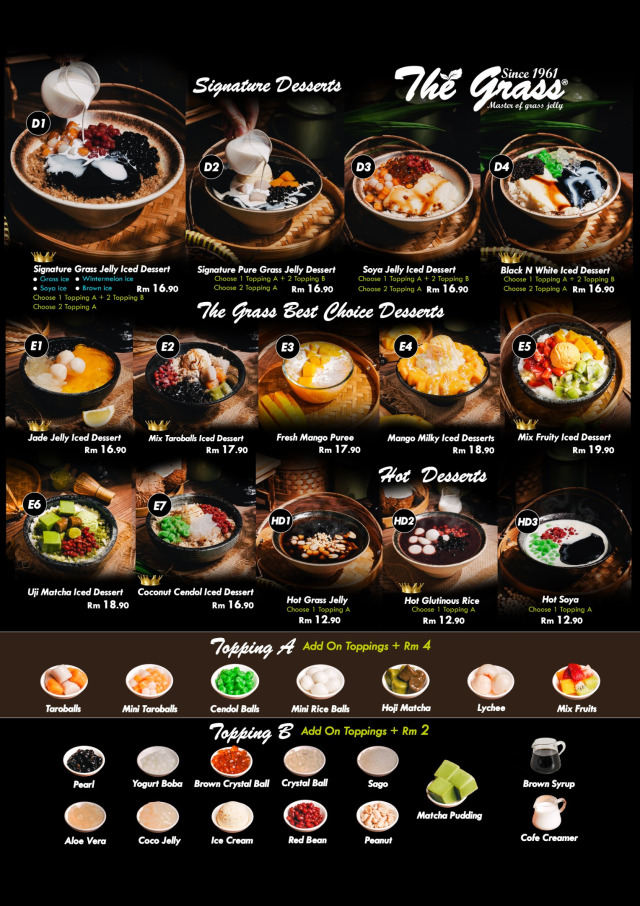 Signature Desserts
Since 1961
The Grass®
Master of grass jelly
D1
D2
D3
D4
Signature Grass Jelly Iced Dessert
• Grass ice • Wintermelon ice
• Soya ice • Brown ice
Rm 16.90
Choose 1 Topping A + 2 Topping B
Choose 2 Topping A
Signature Pure Grass Jelly Dessert
Choose 1 Topping A + 2 Topping B
Choose 2 Topping A
Rm 16.90
Soya Jelly Iced Dessert
Choose 1 Topping A + 2 Topping B
Choose 2 Topping A
Rm 16.90
Black N White Iced Dessert
Choose 1 Topping A + 2 Topping B
Choose 2 Topping A
Rm 16.90
The Grass Best Choice Desserts
E1
E2
E3
E4
E5
Jade Jelly Iced Dessert
Rm 16.90
Mix Taroballs Iced Dessert
Rm 17.90
Fresh Mango Puree
Rm 17.90
Mango Milky Iced Desserts
Rm 18.90
Mix Fruity Iced Dessert
Rm 19.90
Hot Desserts
E6
E7
HD1
HD2
HD3
Uji Matcha Iced Dessert
Rm 18.90
Coconut Cendol Iced Dessert
Rm 16.90
Hot Grass Jelly
Choose 1 Topping A
Rm 12.90
Hot Glutinous Rice
Choose 1 Topping A
Rm 12.90
Hot Soya
Choose 1 Topping A
Rm 12.90
Topping A Add On Toppings + Rm 4
Taroballs
Mini Taroballs
Cendol Balls
Mini Rice Balls
Hoji Matcha
Lychee
Mix Fruits
Topping B Add On Toppings + Rm 2
Pearl
Yogurt Boba
Brown Crystal Ball
Crystal Ball
Sago
Matcha Pudding
Brown Syrup
Aloe Vera
Coco Jelly
Ice Cream
Red Bean
Peanut
Cofe Creamer